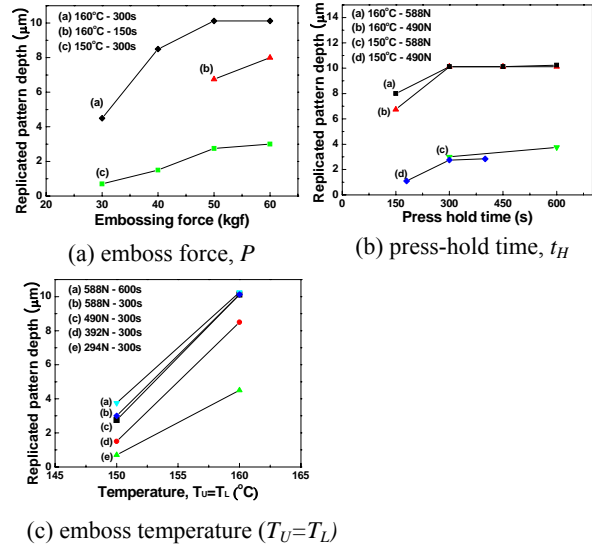 Replicated pattern depth (μm)
10
8
6
4
2
0
(a) 160°C - 300s
(b) 160°C - 150s
(c) 150°C - 300s
(a)
(b)
(c)
20 30 40 50 60
Embossing force (kgf)
(a) emboss force, P
Replicated pattern depth (μm)
14
12
10
8
6
4
2
0
(a) 160°C - 588N
(b) 160°C - 490N
(c) 150°C - 588N
(d) 150°C - 490N
(a)
(b)
(c)
(d)
0 150 300 450 600
Press hold time (s)
(b) press-hold time, tH
Replicated pattern depth (μm)
10
8
6
4
2
0
(a) 588N - 600s
(b) 588N - 300s
(c) 490N - 300s
(d) 392N - 300s
(e) 294N - 300s
(a)
(b)
(c)
(d)
(e)
145 150 155 160 165
Temperature, TU=TL (°C)
(c) emboss temperature (TU=TL)